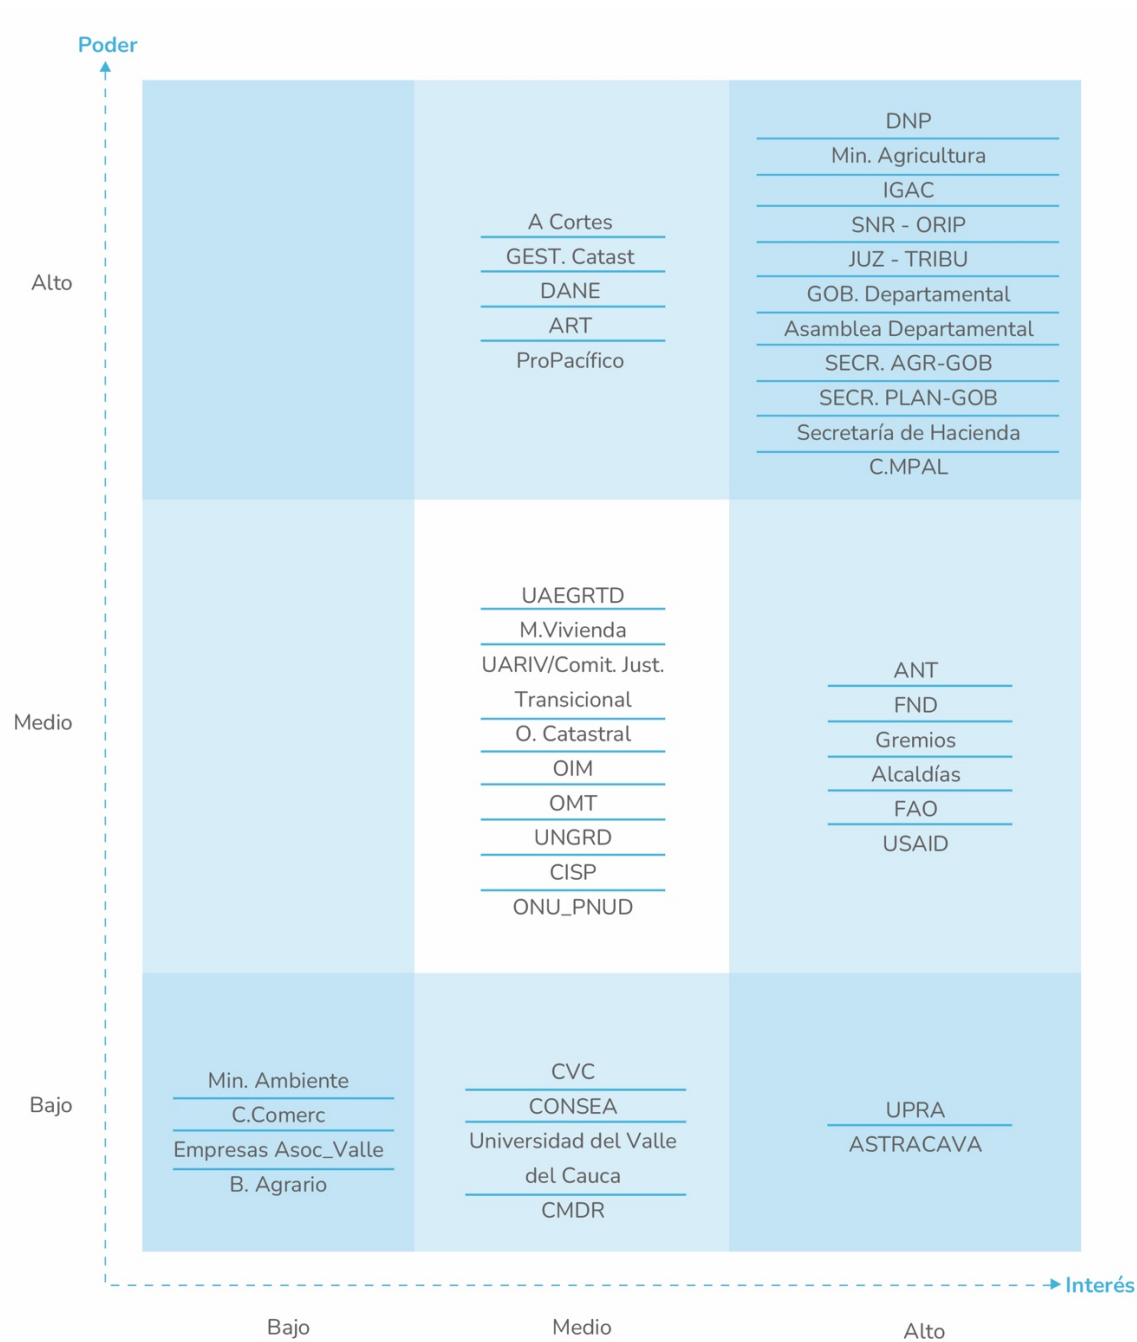 Poder
Alto
A Cortes
GEST. Catast
DANE
ART
ProPacífico
DNP
Min. Agricultura
IGAC
SNR - ORIP
JUZ - TRIBU
GOB. Departamental
Asamblea Departamental
SECR. AGR-GOB
SECR. PLAN-GOB
Secretaría de Hacienda
C.MPAL
Medio
UAEGRTD
M.Vivienda
UARIV/Comit. Just.
Transicional
O. Catastral
OIM
OMT
UNGRD
CISP
ONU_PNUD
ANT
FND
Gremios
Alcaldías
FAO
USAID
Bajo
Min. Ambiente
C.Comerc
Empresas Asoc_Valle
B. Agrario
CVC
CONSEA
Universidad del Valle
del Cauca
CMDR
UPRA
ASTRACAVA
Interés
Bajo
Medio
Alto